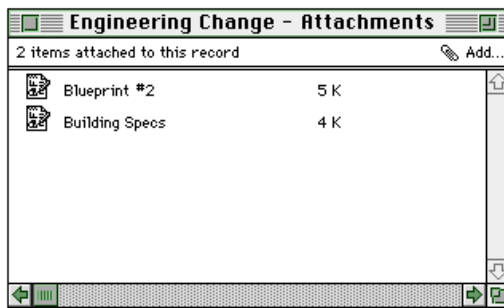 Engineering Change - Attachments
2 items attached to this record Add...
Blueprint #2 5 K
Building Specs 4 K